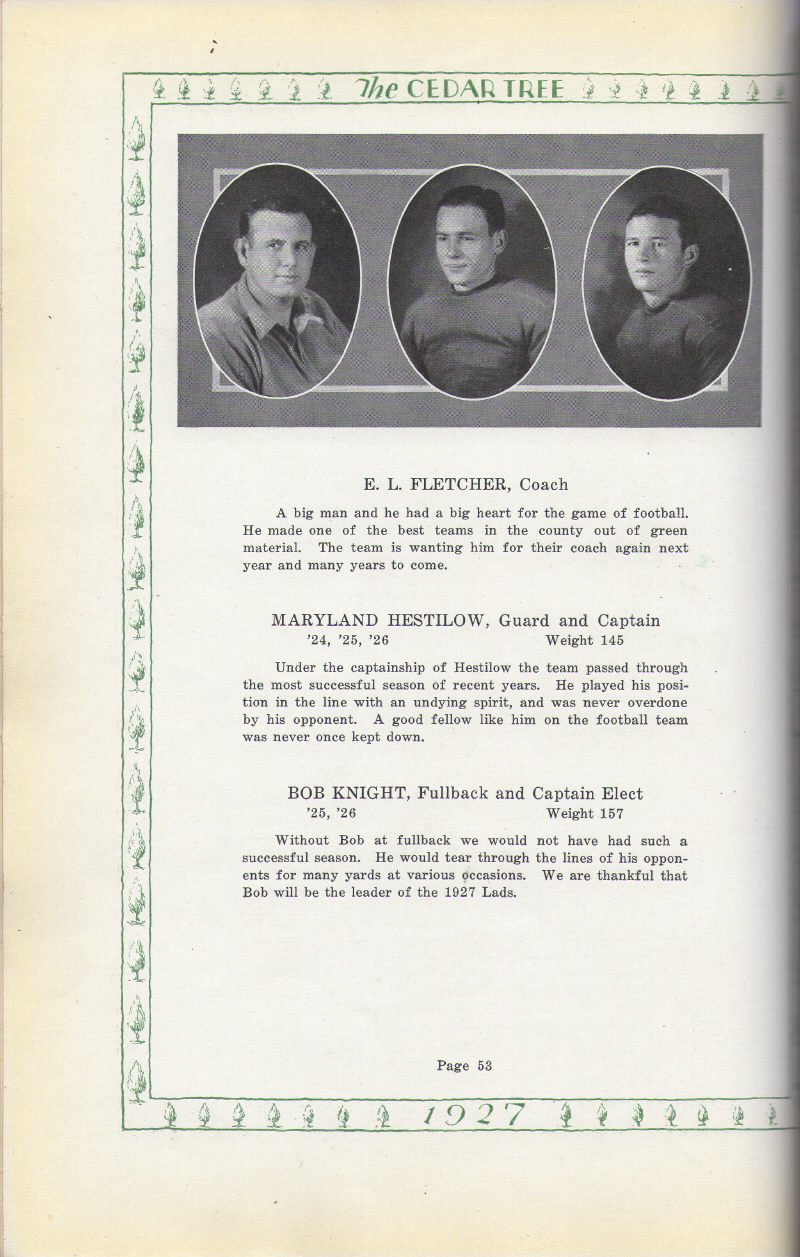 The CEDAR TREE
E. L. FLETCHER, Coach
A big man and he had a big heart for the game of football.
He made one of the best teams in the county out of green
material. The team is wanting him for their coach again next
year and many years to come.
MARYLAND HESTILOW, Guard and Captain
'24, '25, '26 Weight 145
Under the captainship of Hestilow the team passed through
the most successful season of recent years. He played his posi-
tion in the line with an undying spirit, and was never overdone
by his opponent. A good fellow like him on the football team
was never once kept down.
BOB KNIGHT, Fullback and Captain Elect
'25, '26 Weight 157
Without Bob at fullback we would not have had such a
successful season. He would tear through the lines of his oppon-
ents for many yards at various occasions. We are thankful that
Bob will be the leader of the 1927 Lads.
Page 53
1927